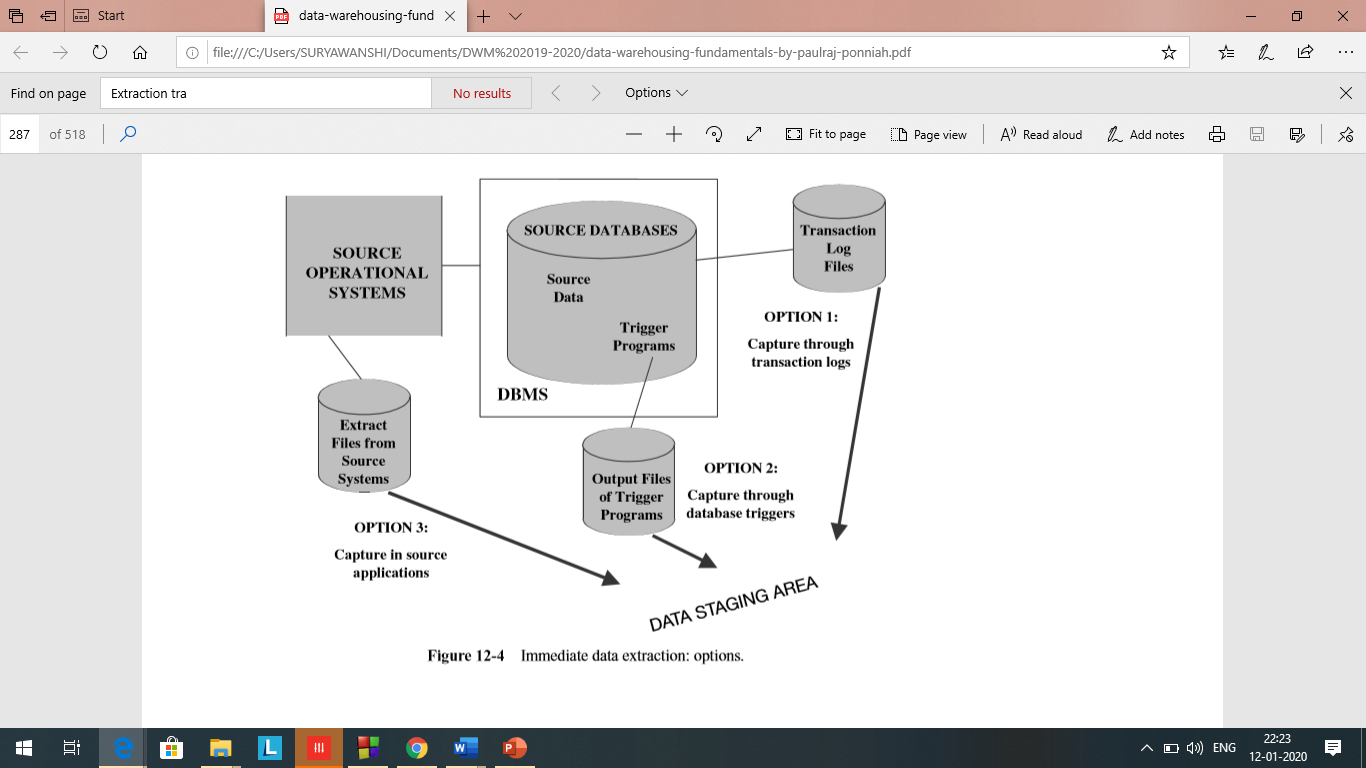 Start
data-warehousing-fund
file:///C:/Users/SURYAWANSHI/Documents/DWM%202019-2020/data-warehousing-fundamentals-by-paulraj-ponniah.pdf
Find on page
Extraction tra
No results
Options
287
of 518
Fit to page
Page view
Read aloud
Add notes
SOURCE
OPERATIONAL
SYSTEMS
SOURCE DATABASES
Source
Data
Trigger
Programs
DBMS
Transaction
Log
Files
OPTION 1:
Capture through
transaction logs
Extract
Files from
Source
Systems
Output Files
of Trigger
Programs
OPTION 2:
Capture through
database triggers
OPTION 3:
Capture in source
applications
DATA STAGING AREA
Figure 12-4 Immediate data extraction: options.
ENG
22:23
12-01-2020